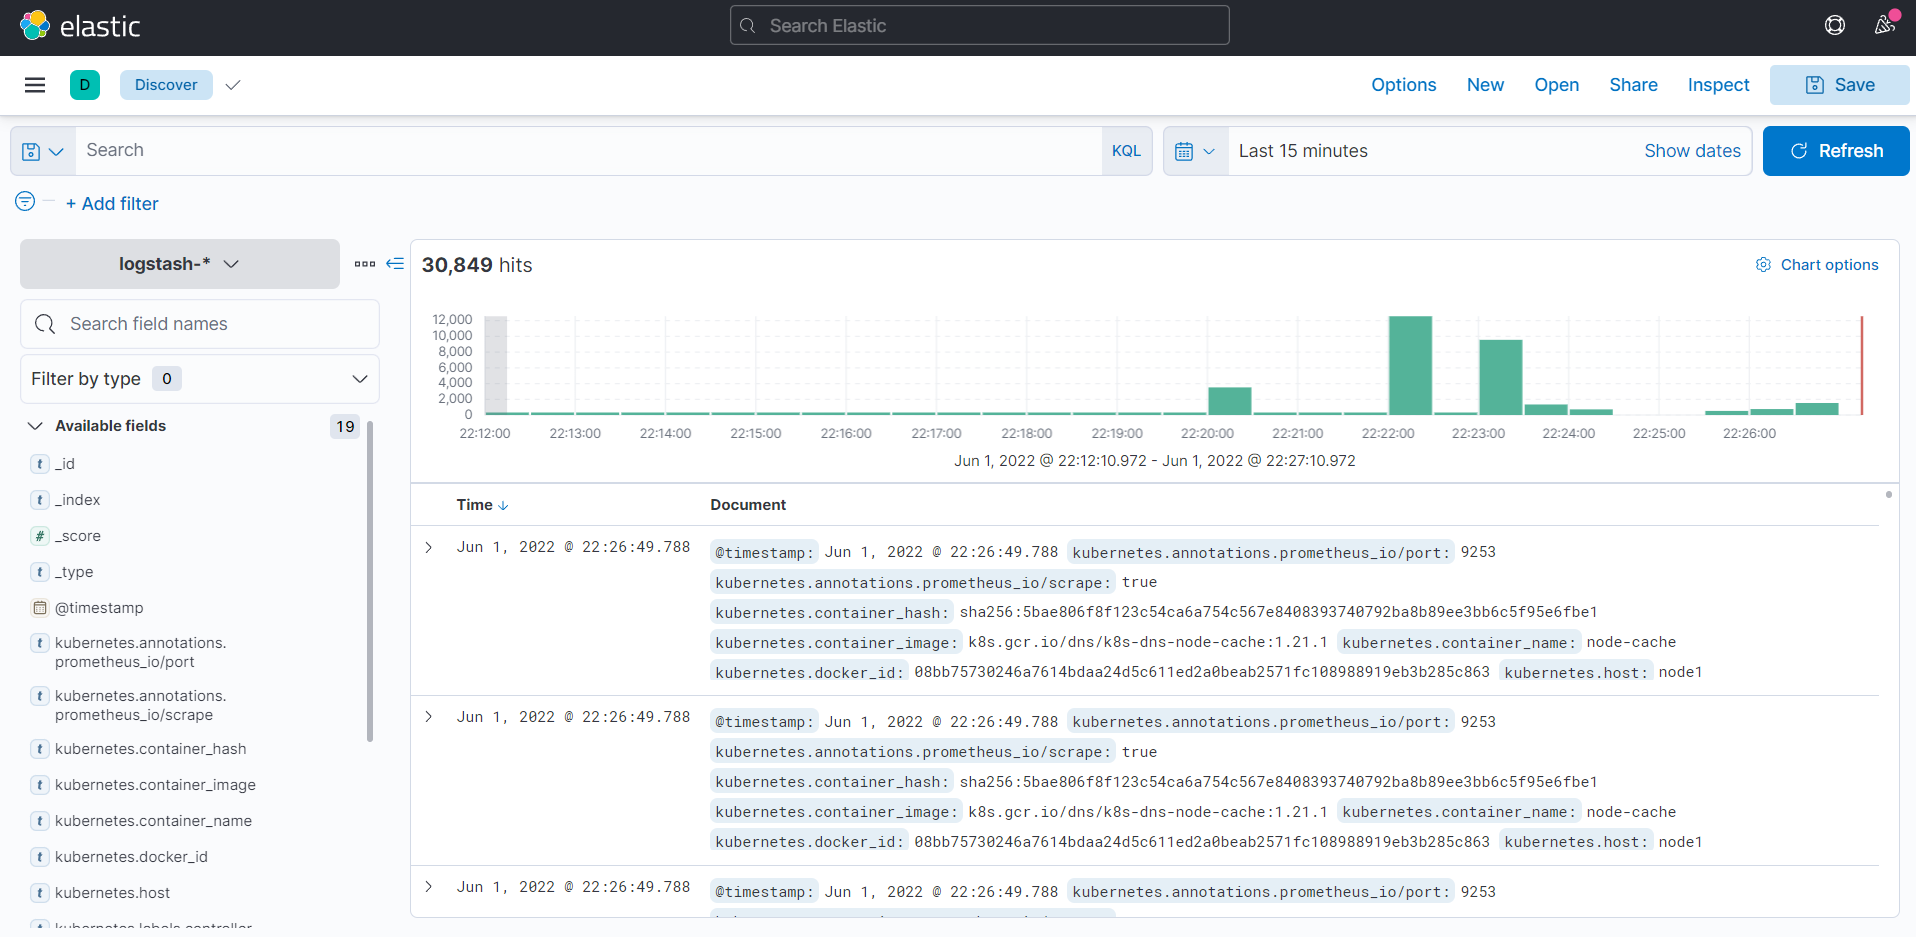 elastic
Search Elastic
D
Discover
Options New Open Share Inspect Save
Search
KQL
Last 15 minutes
Show dates
Refresh
+ Add filter
logstash-*
Search field names
Filter by type 0
Available fields 19
t _id
t _index
# _score
t _type
@timestamp
t kubernetes.annotations.
prometheus_io/port
t kubernetes.annotations.
prometheus_io/scrape
t kubernetes.container_hash
t kubernetes.container_image
t kubernetes.container_name
t kubernetes.docker_id
t kubernetes.host
kubernetes.labels.controller
30,849 hits
Chart options
12,000
10,000
8,000
6,000
4,000
2,000
0
22:12:00 22:13:00 22:14:00 22:15:00 22:16:00 22:17:00 22:18:00 22:19:00 22:20:00 22:21:00 22:22:00 22:23:00 22:24:00 22:25:00 22:26:00
Jun 1, 2022 @ 22:12:10.972 - Jun 1, 2022 @ 22:27:10.972
Time Document
Jun 1, 2022 @ 22:26:49.788 @timestamp: Jun 1, 2022 @ 22:26:49.788 kubernetes.annotations.prometheus_io/port: 9253
kubernetes.annotations.prometheus_io/scrape: true
kubernetes.container_hash: sha256:5bae806f8f123c54ca6a754c567e8408393740792ba8b89ee3bb6c5f95e6fbe1
kubernetes.container_image: k8s.gcr.io/dns/k8s-dns-node-cache:1.21.1 kubernetes.container_name: node-cache
kubernetes.docker_id: 08bb75730246a7614bdaa24d5c611ed2a0beab2571fc108988919eb3b285c863 kubernetes.host: node1
Jun 1, 2022 @ 22:26:49.788 @timestamp: Jun 1, 2022 @ 22:26:49.788 kubernetes.annotations.prometheus_io/port: 9253
kubernetes.annotations.prometheus_io/scrape: true
kubernetes.container_hash: sha256:5bae806f8f123c54ca6a754c567e8408393740792ba8b89ee3bb6c5f95e6fbe1
kubernetes.container_image: k8s.gcr.io/dns/k8s-dns-node-cache:1.21.1 kubernetes.container_name: node-cache
kubernetes.docker_id: 08bb75730246a7614bdaa24d5c611ed2a0beab2571fc108988919eb3b285c863 kubernetes.host: node1
Jun 1, 2022 @ 22:26:49.788 @timestamp: Jun 1, 2022 @ 22:26:49.788 kubernetes.annotations.prometheus_io/port: 9253